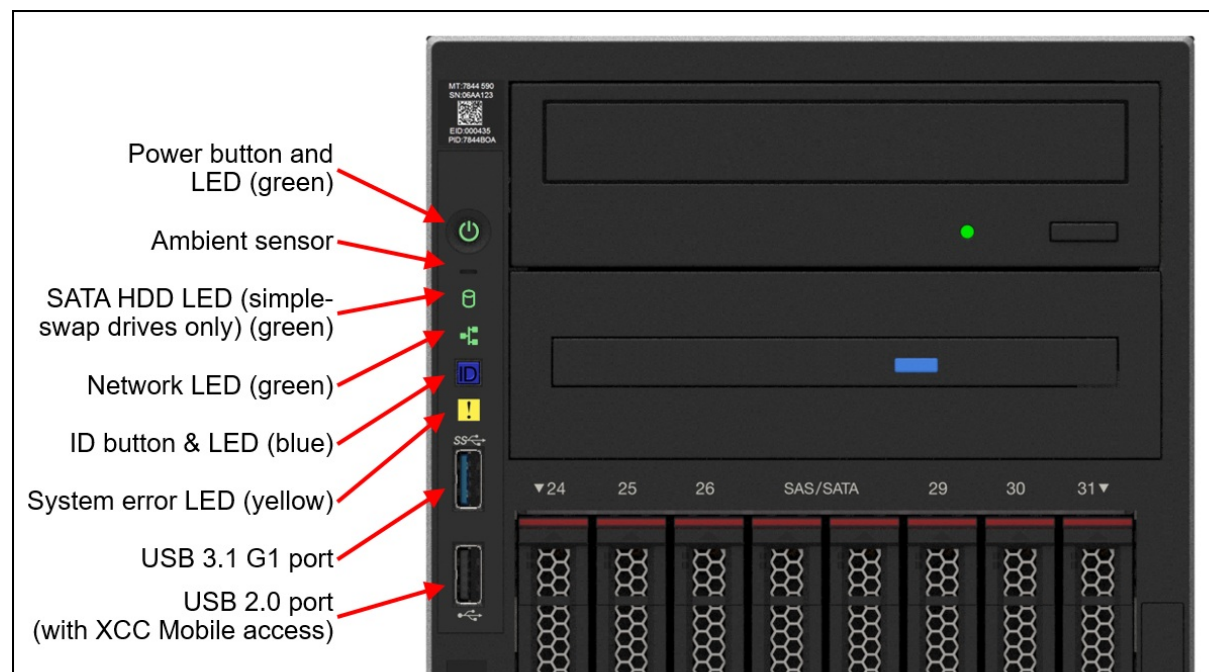 MT:7844 590
SN:06AA123
EID:000435
PID:7844BOA
Power button and
LED (green)
Ambient sensor
SATA HDD LED (simple-
swap drives only) (green)
Network LED (green)
ID button & LED (blue)
System error LED (yellow)
USB 3.1 G1 port
USB 2.0 port
(with XCC Mobile access)
ID
!
SS
▼24 25 26 SAS/SATA 29 30 31▼